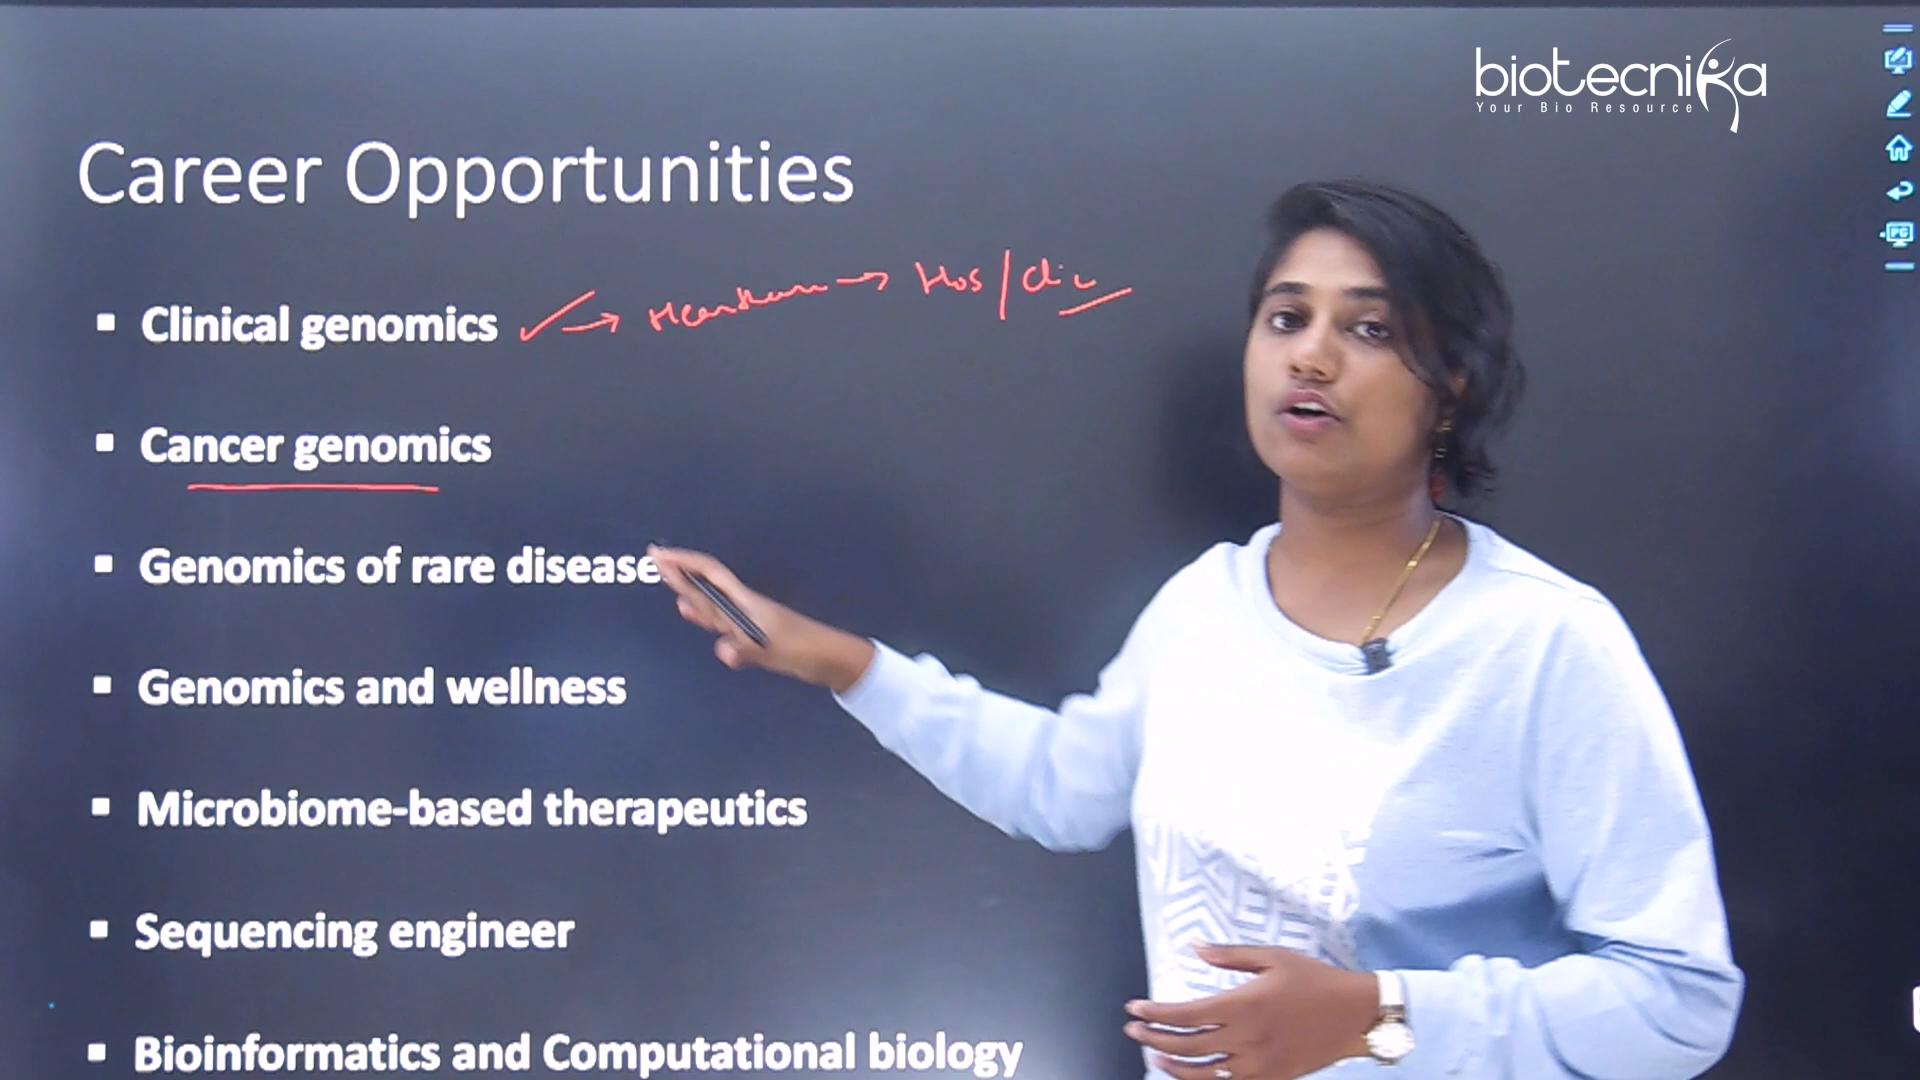 biotecnika
Your Bio Resource
Career Opportunities
▪ Clinical genomics
Hos/
▪ Cancer genomics
▪ Genomics of rare disease
▪ Genomics and wellness
▪ Microbiome-based therapeutics
▪ Sequencing engineer
▪ Bioinformatics and Computational biology
PC